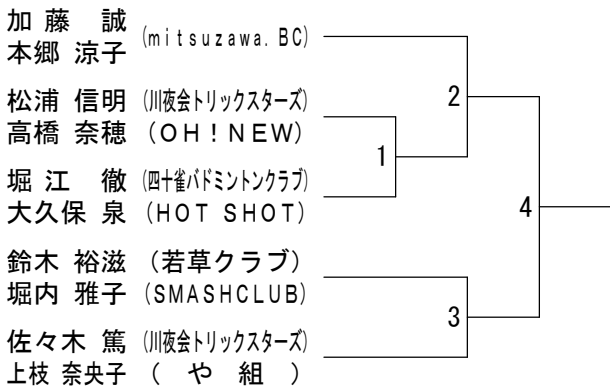 加藤 誠 (mitsuzawa.BC)
本郷 涼子
2
松浦 信明 (川夜会トリックスターズ)
高橋 奈穂 (OH!NEW)
1
堀江 徹 (四十雀バドミントンクラブ)
大久保 泉 (HOT SHOT)
4
鈴木 裕滋 (若草クラブ)
堀内 雅子 (SMASHCLUB)
3
佐々木 篤 (川夜会トリックスターズ)
上枝 奈央子 (や組)